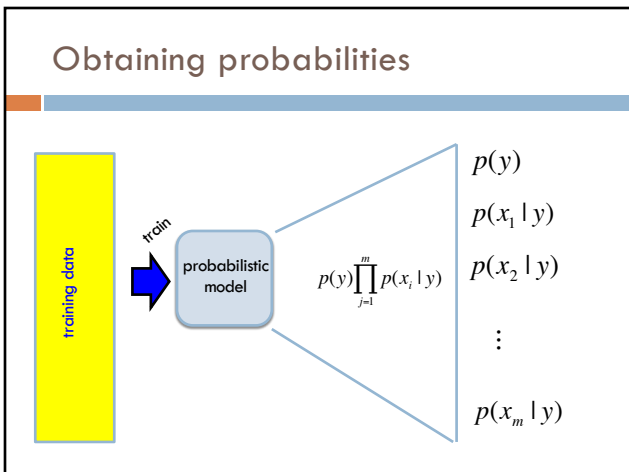 Obtaining probabilities
training data
train
probabilistic
model
p(y)∏_{j=1}^{m} p(x_i | y)
p(y)
p(x_1 | y)
p(x_2 | y)
⋮
p(x_m | y)